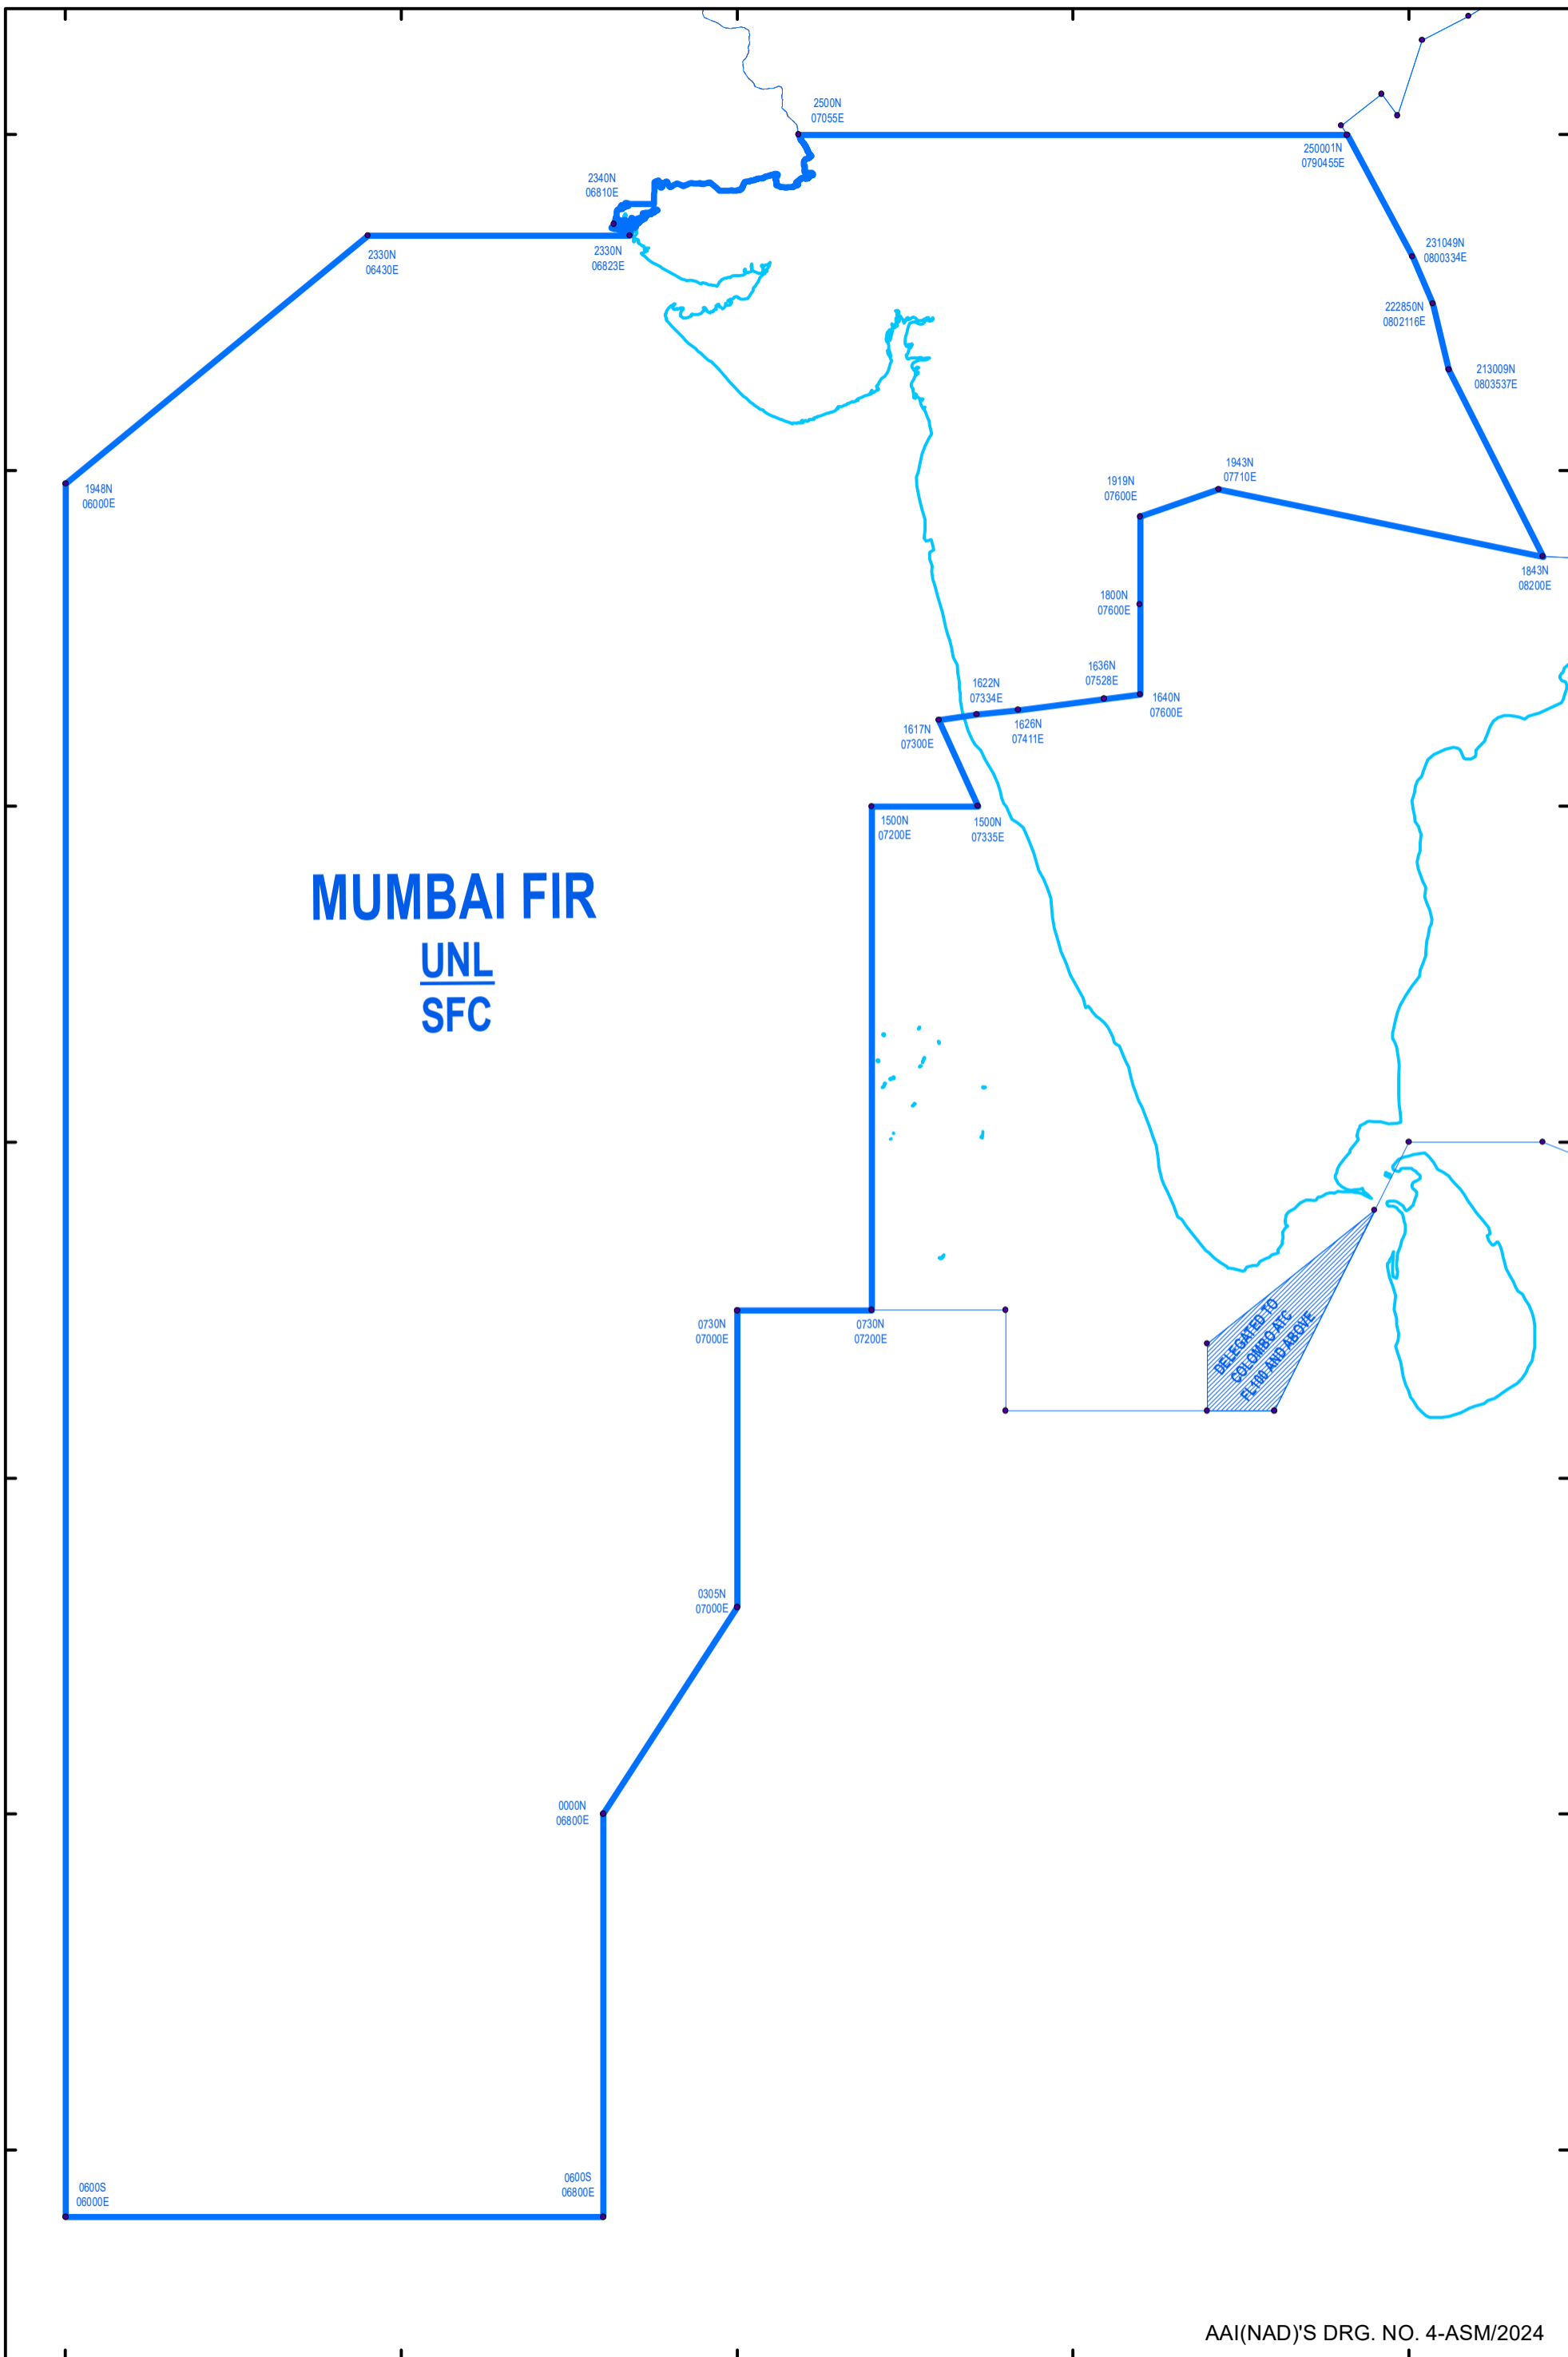 2500N
07055E
250001N
0790455E
2340N
06810E
2330N
06430E
2330N
06823E
231049N
0800334E
222850N
0802116E
213009N
0803537E
1948N
06000E
1943N
07710E
1919N
07600E
1843N
08200E
1800N
07600E
1636N
07528E
1640N
07600E
1622N
07334E
1626N
07411E
1617N
07300E
1500N
07200E
1500N
07335E
MUMBAI FIR
UNL
SFC
DELEGATED TO
COLOMBO ATC
FL100 AND ABOVE
0730N
07000E
0730N
07200E
0305N
07000E
0000N
06800E
0600S
06000E
0600S
06800E
AAI(NAD)'S DRG. NO. 4-ASM/2024